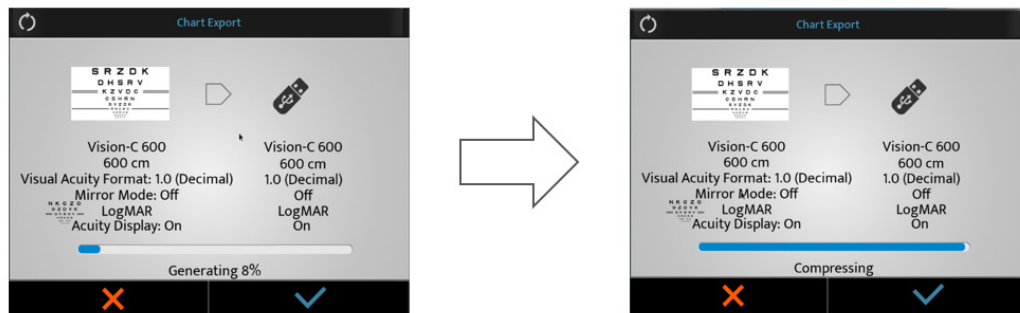 Chart Export
S R Z D K
D H S R V
K Z V D C
Vision-C 600
600 cm
Visual Acuity Format: 1.0 (Decimal)
Mirror Mode: Off
N K C Z O
LogMAR
Acuity Display: On
Vision-C 600
600 cm
1.0 (Decimal)
Off
LogMAR
On
Generating 8%
Chart Export
S R Z D K
D H S R V
K Z V D C
Vision-C 600
600 cm
Visual Acuity Format: 1.0 (Decimal)
Mirror Mode: Off
N K C Z O
LogMAR
Acuity Display: On
Vision-C 600
600 cm
1.0 (Decimal)
Off
LogMAR
On
Compressing